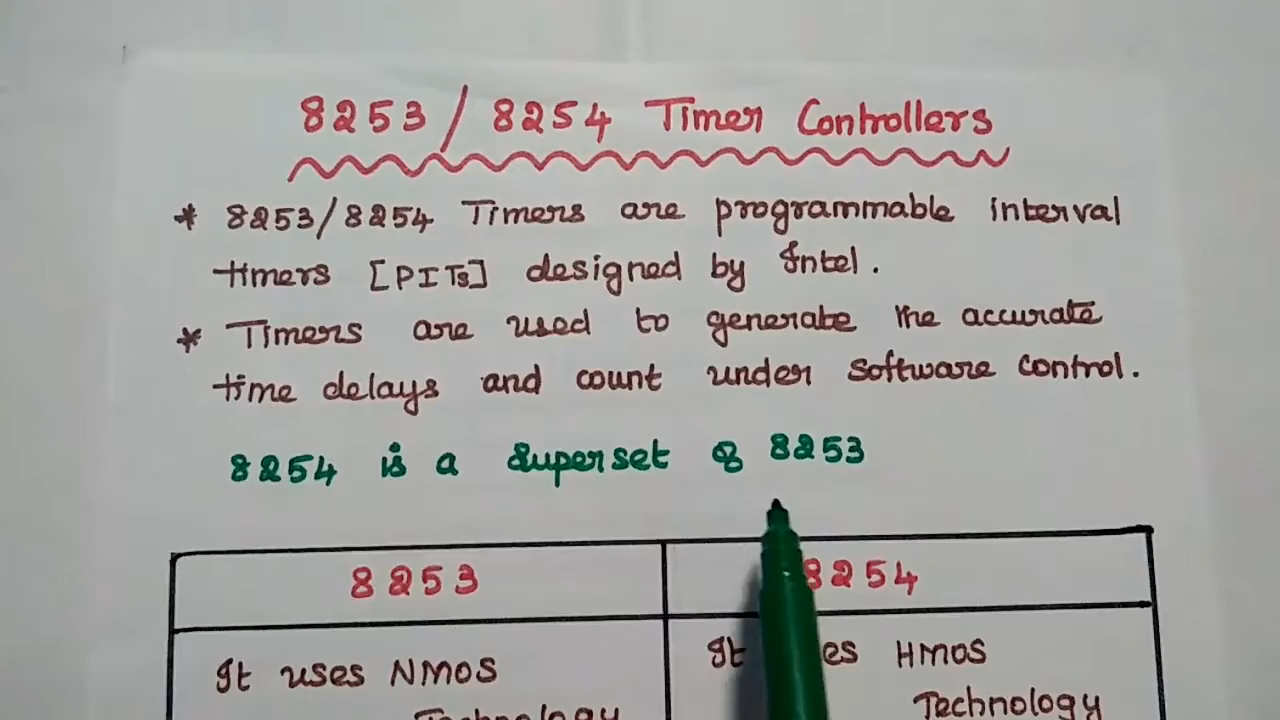 8253/8254 Timer Controllers
* 8253/8254 Timers are programmable interval
timers [PITs] designed by Intel.
* Timers are used to generate the accurate
time delays and count under software control.
8254 is a Superset of 8253
8253 8254
It uses NMOS It HMOS
Technology Technology